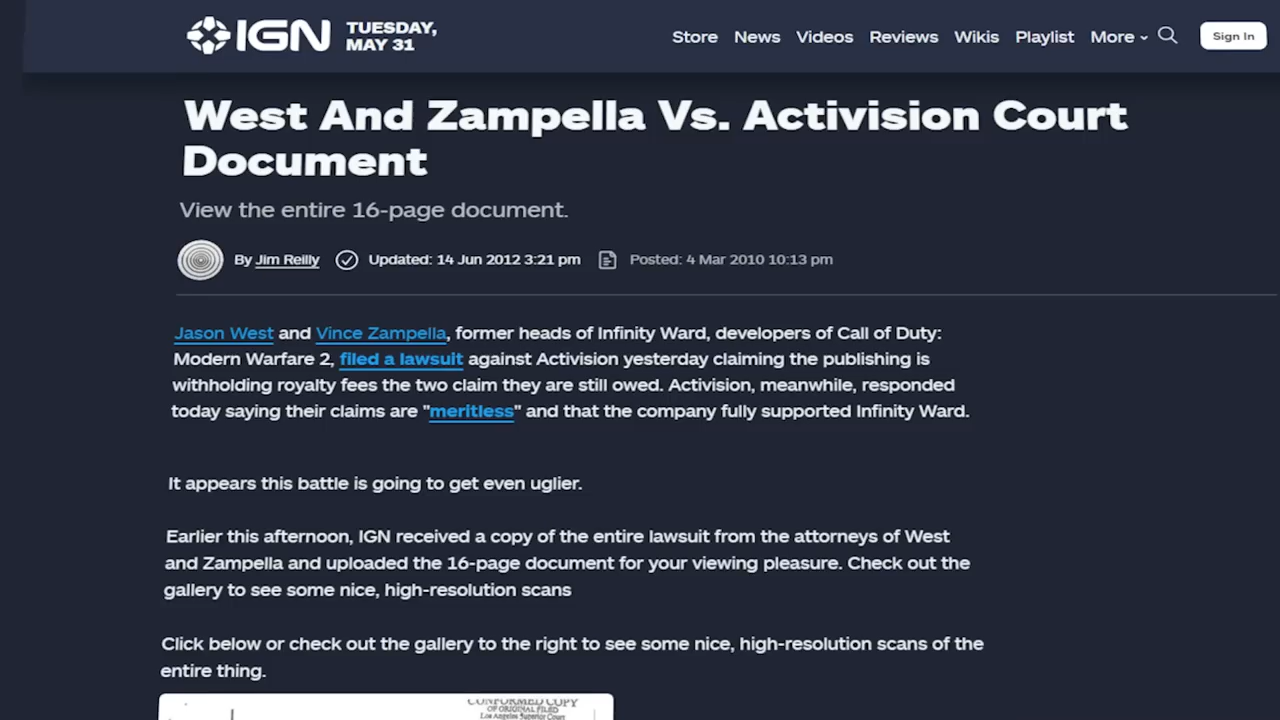 IGN
TUESDAY,
MAY 31
Store News Videos Reviews Wikis Playlist More Sign In
West And Zampella Vs. Activision Court
Document
View the entire 16-page document.
By Jim Reilly Updated: 14 Jun 2012 3:21 pm Posted: 4 Mar 2010 10:13 pm
Jason West and Vince Zampella, former heads of Infinity Ward, developers of Call of Duty:
Modern Warfare 2, filed a lawsuit against Activision yesterday claiming the publishing is
withholding royalty fees the two claim they are still owed. Activision, meanwhile, responded
today saying their claims are "meritless" and that the company fully supported Infinity Ward.
It appears this battle is going to get even uglier.
Earlier this afternoon, IGN received a copy of the entire lawsuit from the attorneys of West
and Zampella and uploaded the 16-page document for your viewing pleasure. Check out the
gallery to see some nice, high-resolution scans
Click below or check out the gallery to the right to see some nice, high-resolution scans of the
entire thing.
CONFORMED COPY
OF ORIGINAL FILED
Los Angeles Superior Court